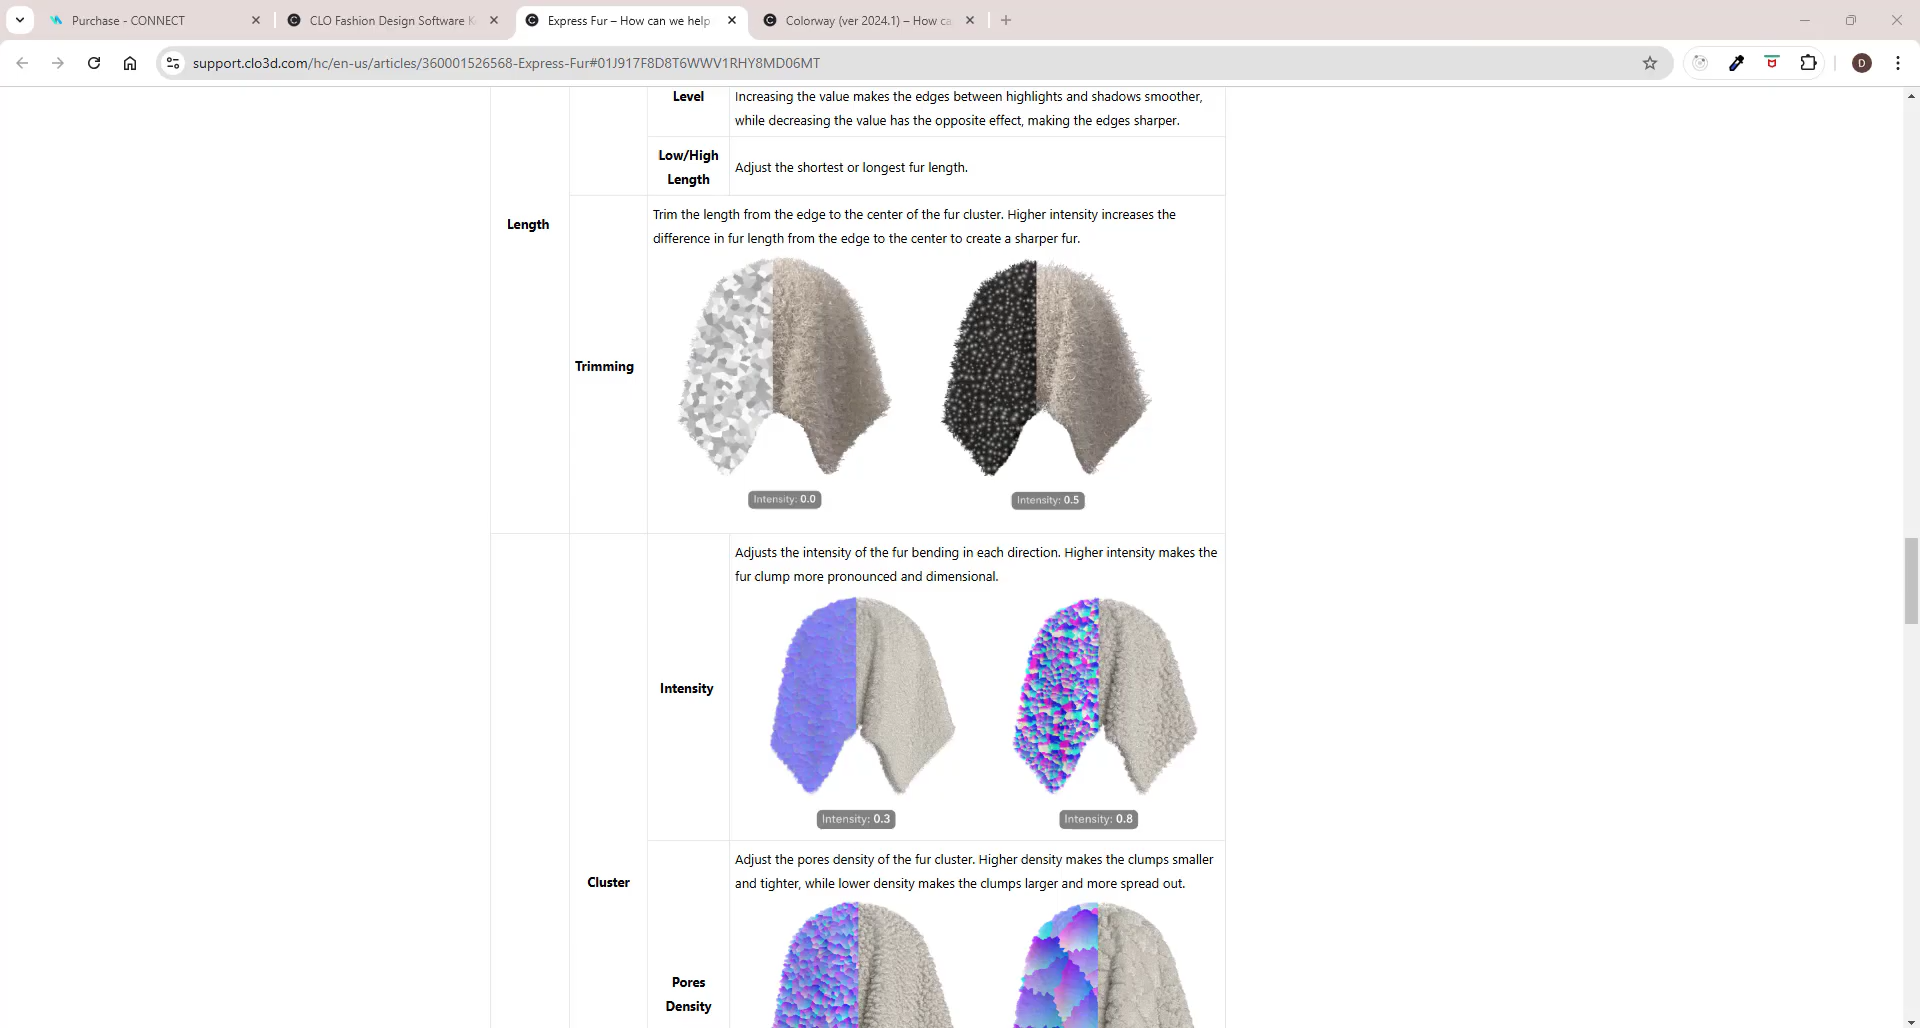 Purchase - CONNECT
CLO Fashion Design Software K
Express Fur – How can we help
Colorway (ver 2024.1) – How ca
support.clo3d.com/hc/en-us/articles/360001526568-Express-Fur#01J917F8D8T6WWV1RHY8MD06MT
D
Level
Increasing the value makes the edges between highlights and shadows smoother,
while decreasing the value has the opposite effect, making the edges sharper.
Low/High
Length
Adjust the shortest or longest fur length.
Length
Trimming
Trim the length from the edge to the center of the fur cluster. Higher intensity increases the
difference in fur length from the edge to the center to create a sharper fur.
Intensity: 0.0
Intensity: 0.5
Cluster
Intensity
Adjusts the intensity of the fur bending in each direction. Higher intensity makes the
fur clump more pronounced and dimensional.
Intensity: 0.3
Intensity: 0.8
Pores
Density
Adjust the pores density of the fur cluster. Higher density makes the clumps smaller
and tighter, while lower density makes the clumps larger and more spread out.